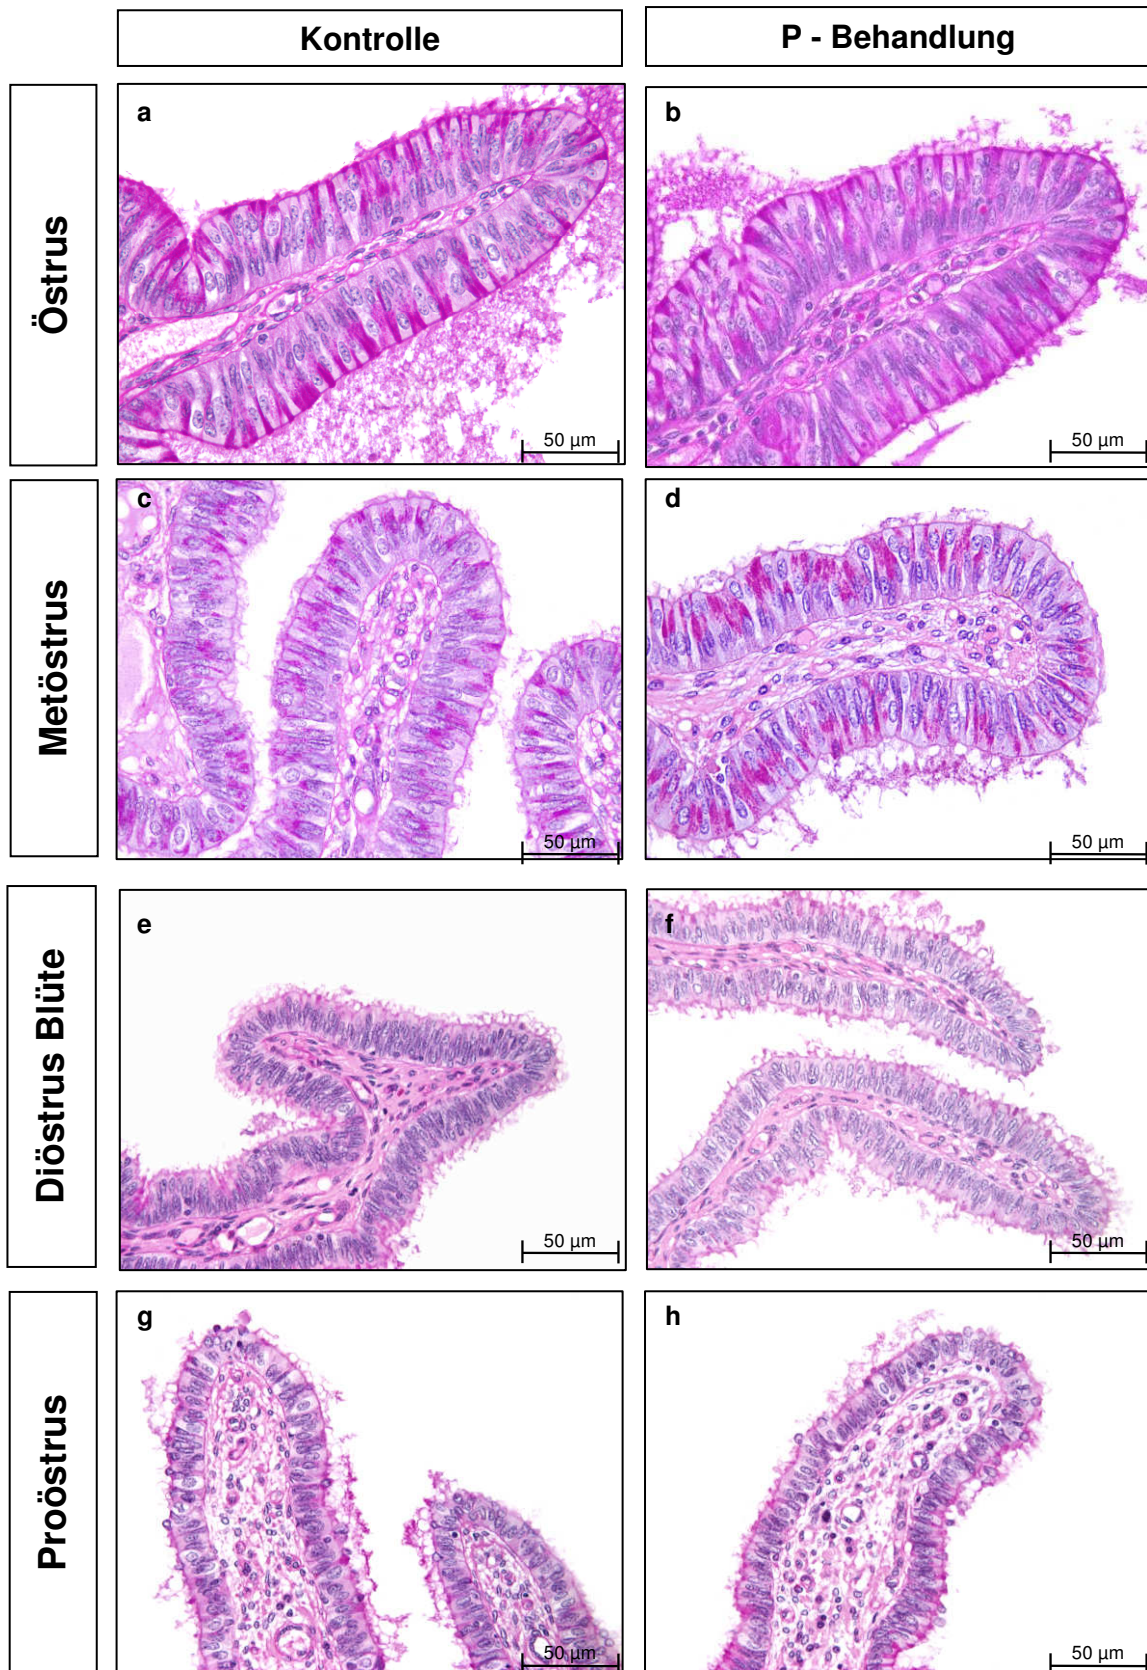 Kontrolle
P - Behandlung
Östrus
a
50 µm
b
50 µm
Metöstrus
c
50 µm
d
50 µm
Diöstrus Blüte
e
50 µm
f
50 µm
Proöstrus
g
50 µm
h
50 µm